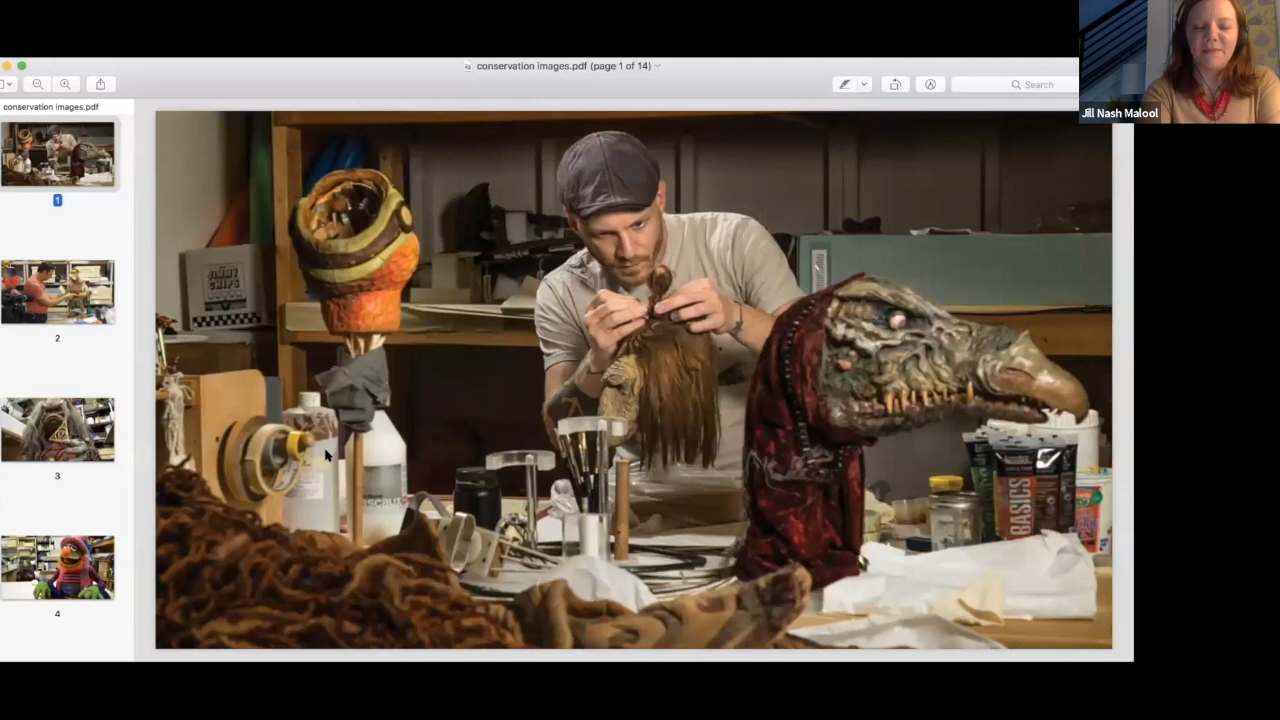 conservation images.pdf (page 1 of 14)
Search
Jill Nash Malool
conservation images.pdf
1
2
3
4
JIMMY
CHIPS
BASICS